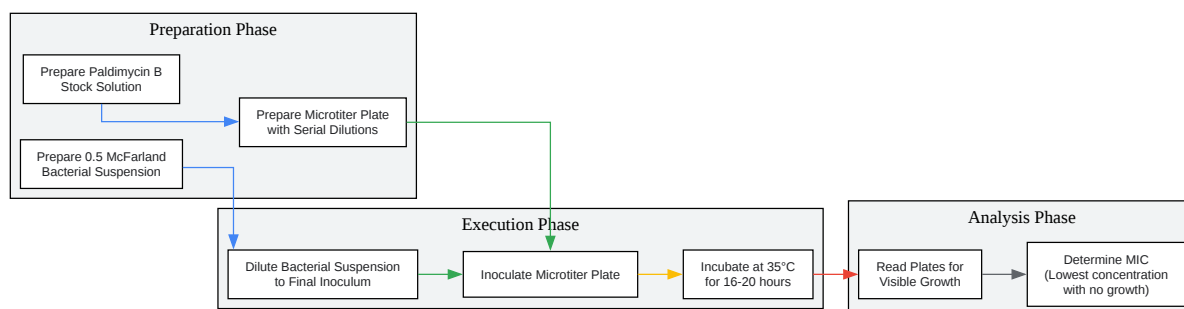 Preparation Phase
Prepare Paldimycin B
Stock Solution
Prepare Microtiter Plate
with Serial Dilutions
Prepare 0.5 McFarland
Bacterial Suspension
Execution Phase
Dilute Bacterial Suspension
to Final Inoculum
Inoculate Microtiter Plate
Incubate at 35°C
for 16-20 hours
Analysis Phase
Read Plates for
Visible Growth
Determine MIC
(Lowest concentration
with no growth)